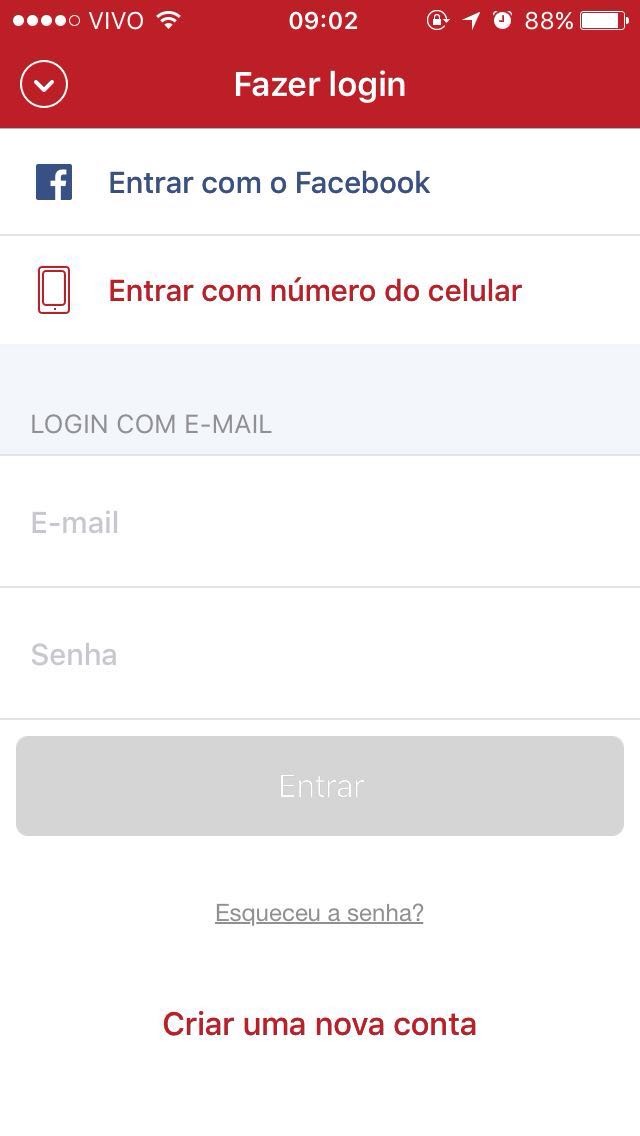 VIVO 09:02 88%
Fazer login
Entrar com o Facebook
Entrar com número do celular
LOGIN COM E-MAIL
E-mail
Senha
Entrar
Esqueceu a senha?
Criar uma nova conta